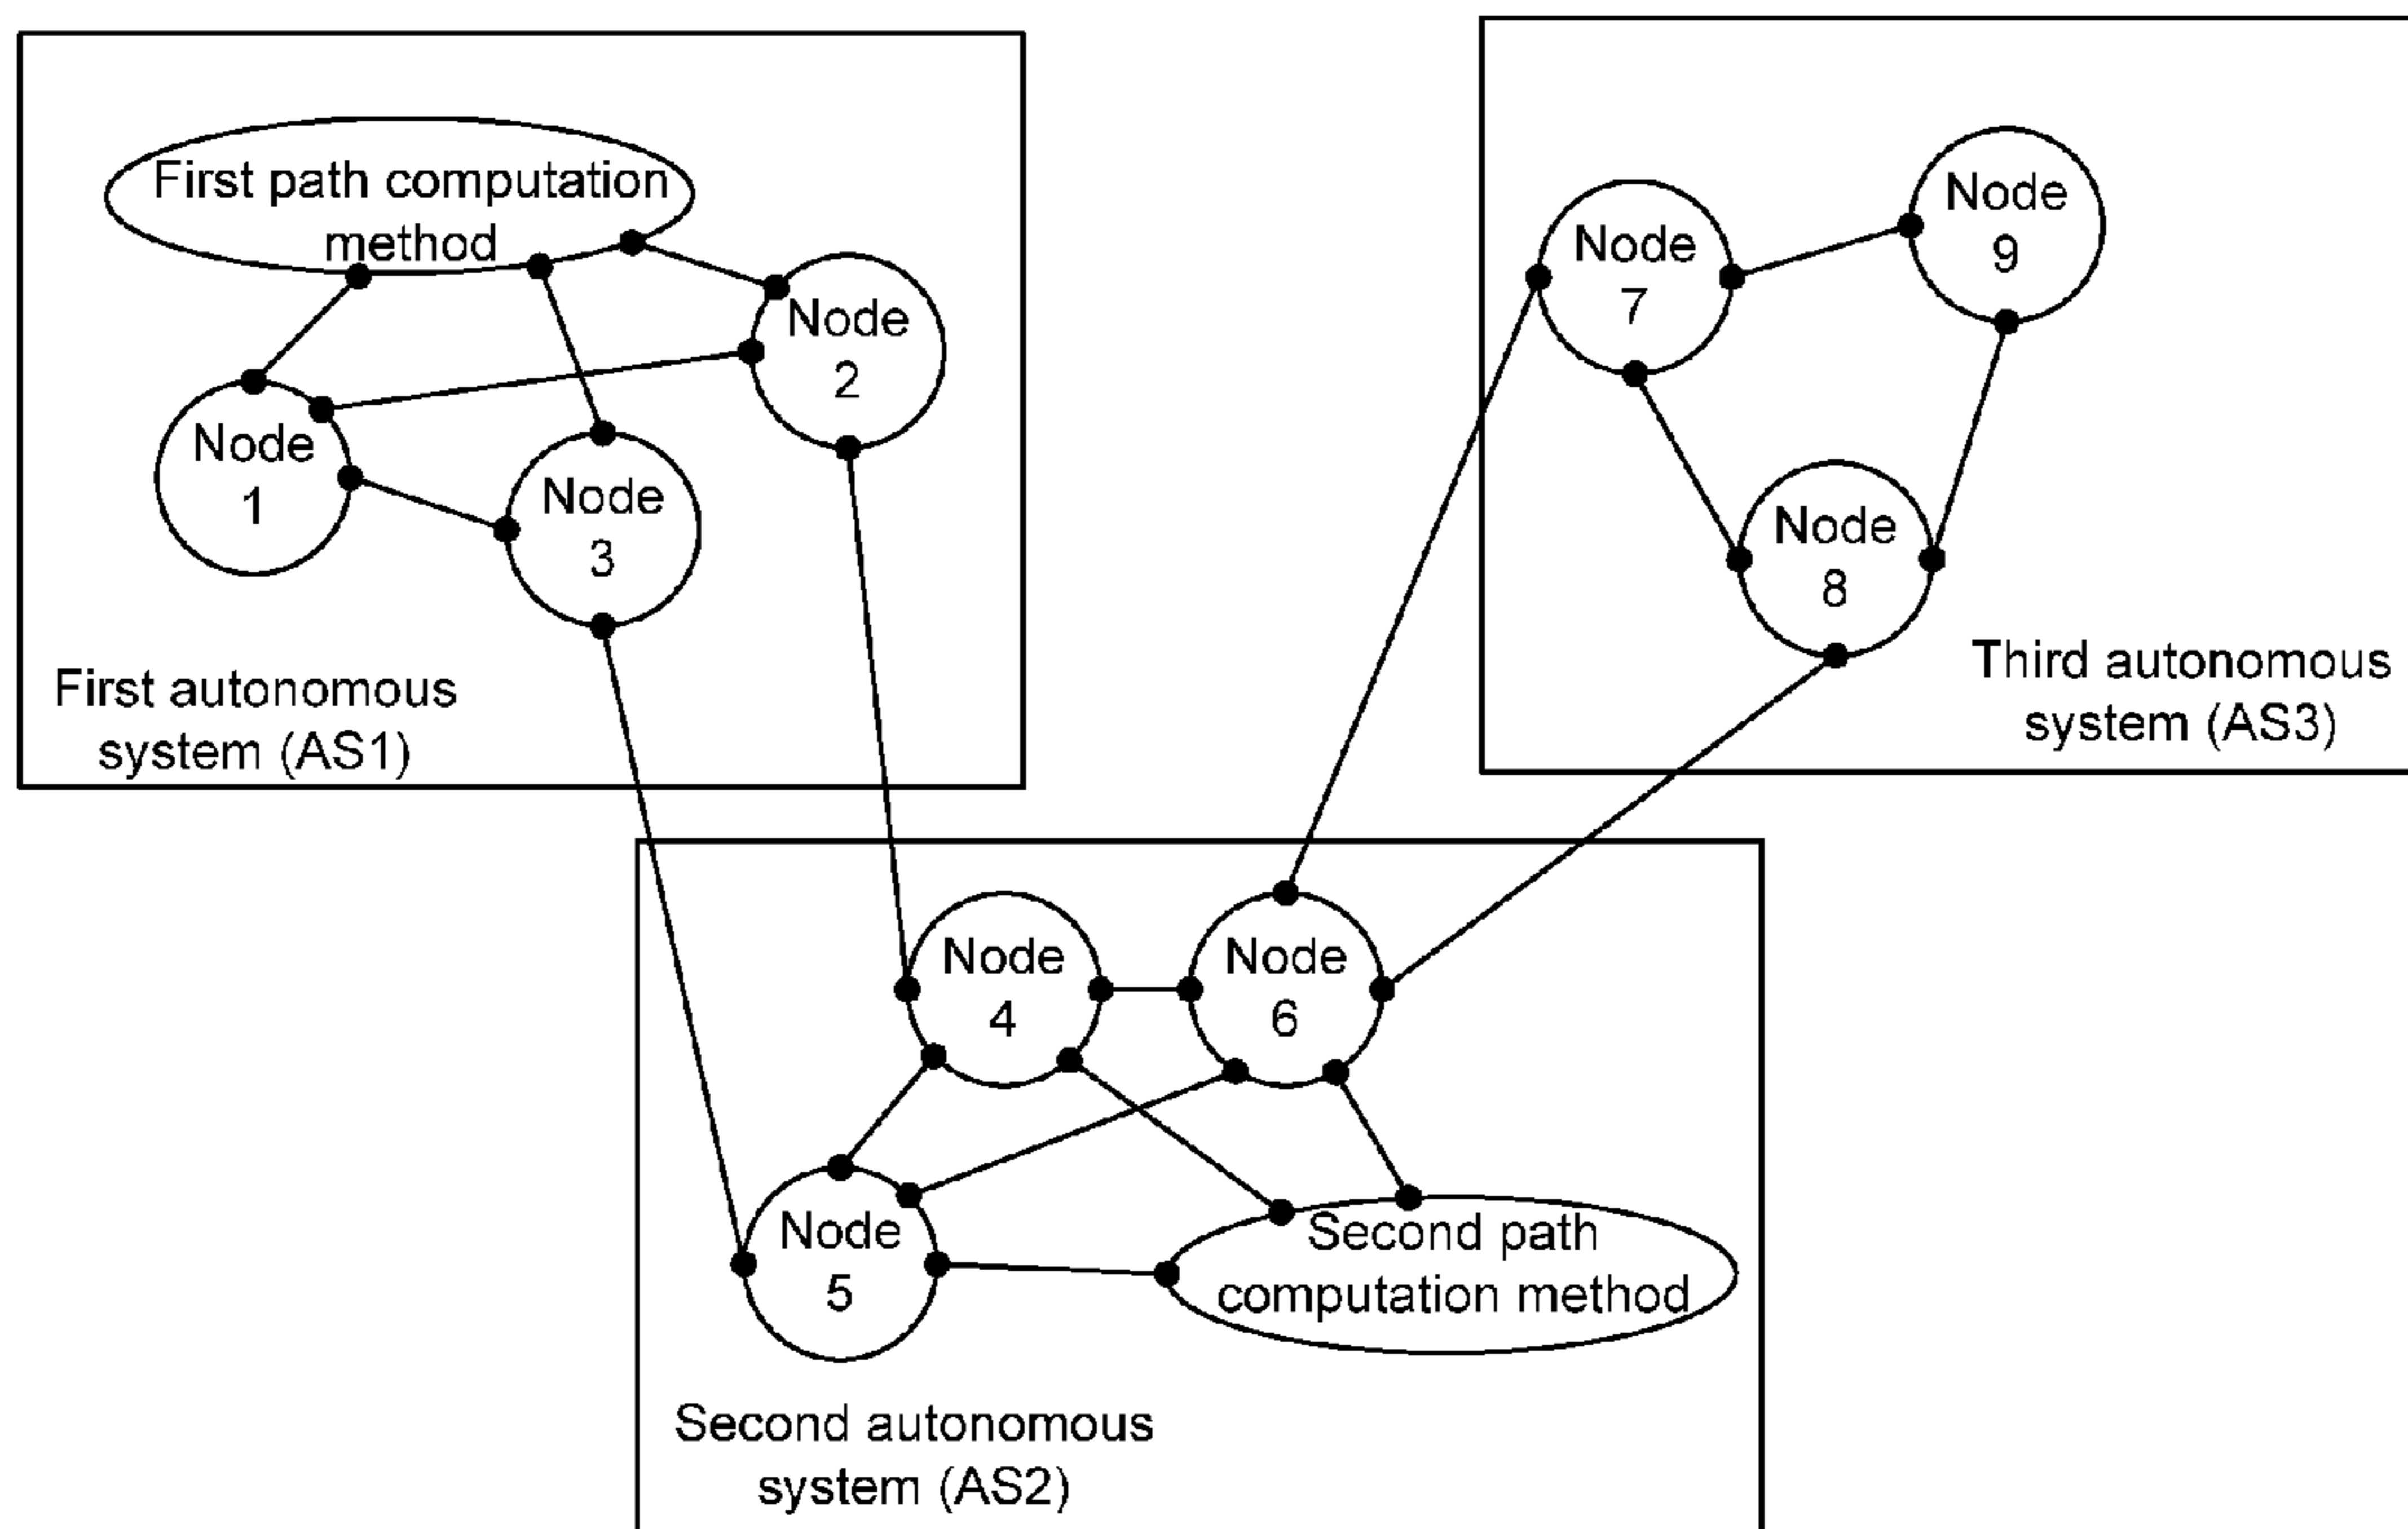 First path computation
method
Node
2
Node
1
Node
3
First autonomous
system (AS1)
Node
7
Node
9
Node
8
Third autonomous
system (AS3)
Node
4
Node
6
Node
5
Second path
computation method
Second autonomous
system (AS2)